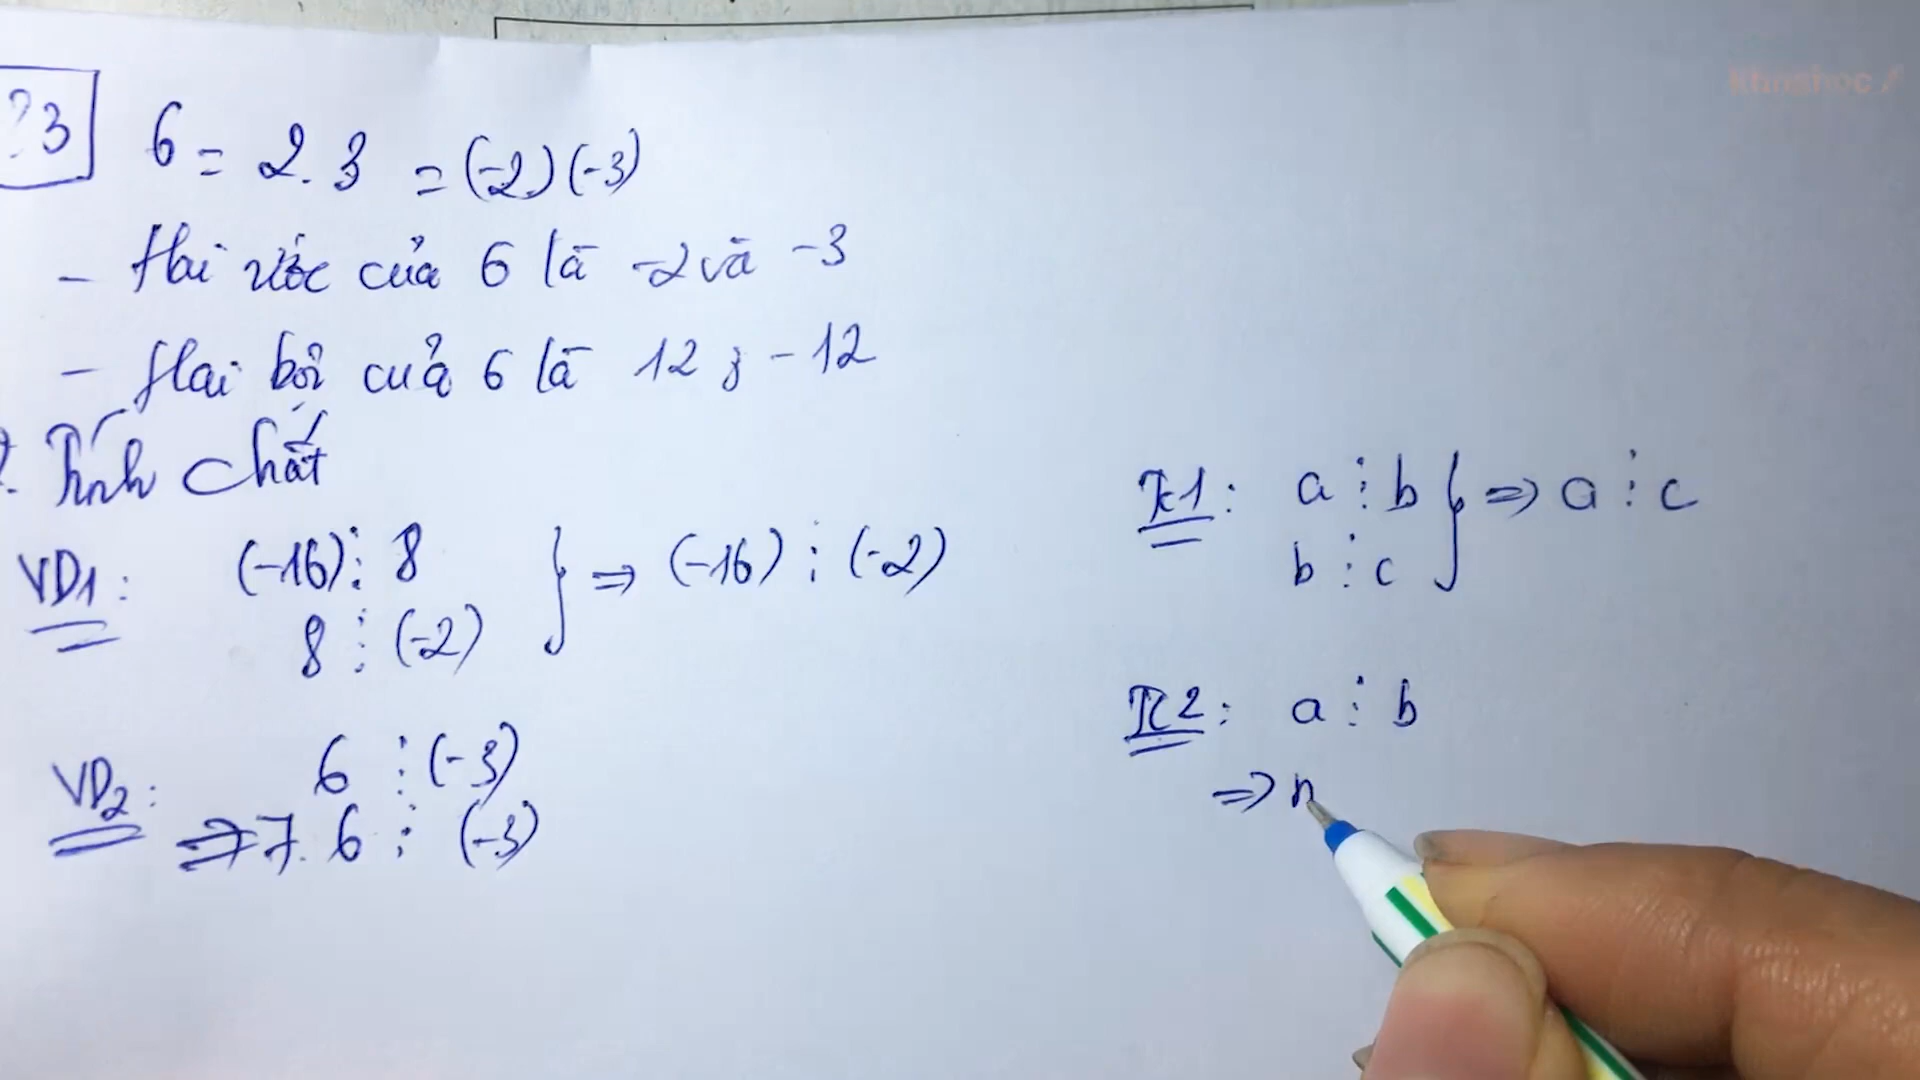 ?3
6 = 2.3 = (-2)(-3)
- Hai ước của 6 là -2 và -3
- Hai bội của 6 là 12 ; -12
2. Tính chất
VD1: (-16) ⋮ 8
8 ⋮ (-2) } => (-16) ⋮ (-2)
VD2: 6 ⋮ (-3)
=> 7.6 ⋮ (-3)
TC1: a ⋮ b
b ⋮ c } => a ⋮ c
TC2: a ⋮ b
=> n